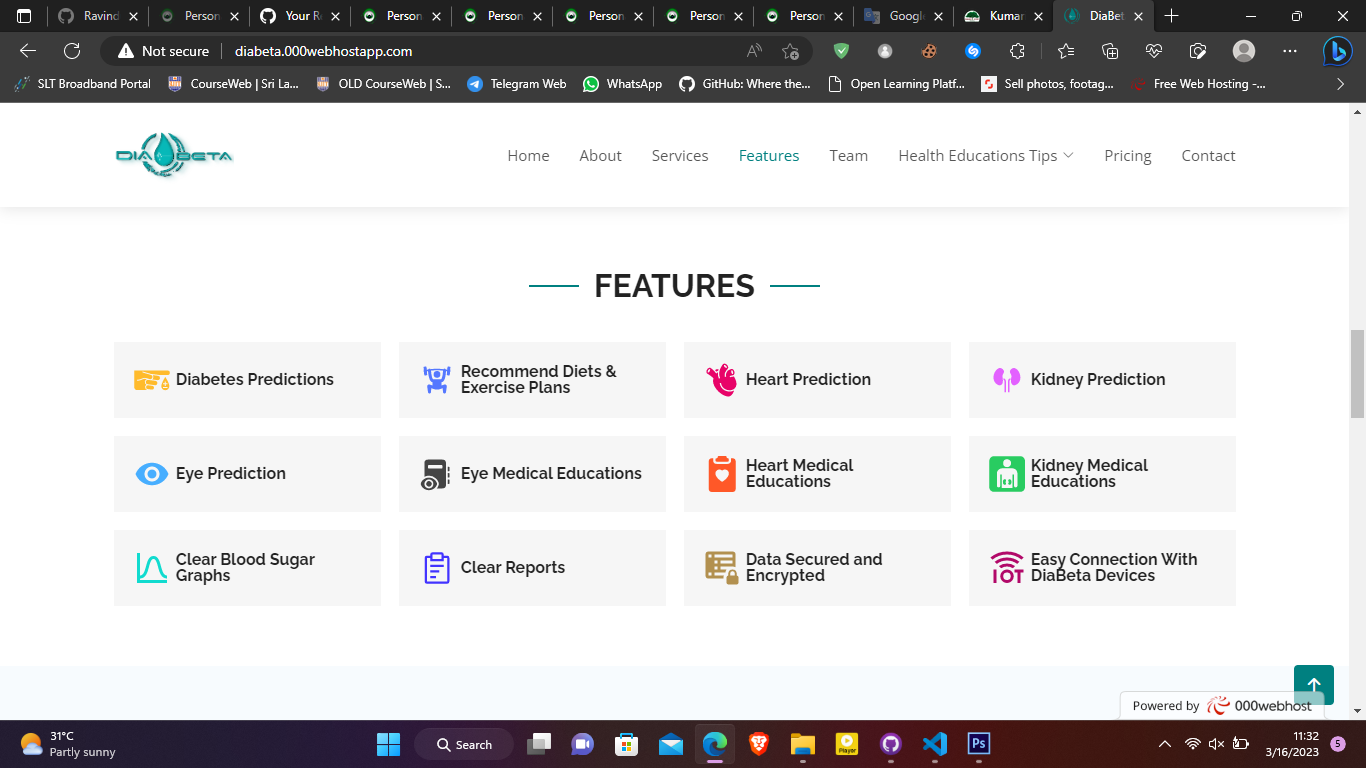 Ravind
Person
Your R
Person
Person
Person
Person
Person
Google
Kumar
DiaBet
Not secure
diabeta.000webhostapp.com
SLT Broadband Portal
CourseWeb | Sri La...
OLD CourseWeb | S...
Telegram Web
WhatsApp
GitHub: Where the...
Open Learning Platf...
Sell photos, footag...
Free Web Hosting -...
DIABETA
Home
About
Services
Features
Team
Health Educations Tips
Pricing
Contact
FEATURES
Diabetes Predictions
Recommend Diets &
Exercise Plans
Heart Prediction
Kidney Prediction
Eye Prediction
Eye Medical Educations
Heart Medical
Educations
Kidney Medical
Educations
Clear Blood Sugar
Graphs
Clear Reports
Data Secured and
Encrypted
IOT
Easy Connection With
DiaBeta Devices
Powered by
000webhost
31°C
Partly sunny
Search
Player
Ps
11:32
3/16/2023
5